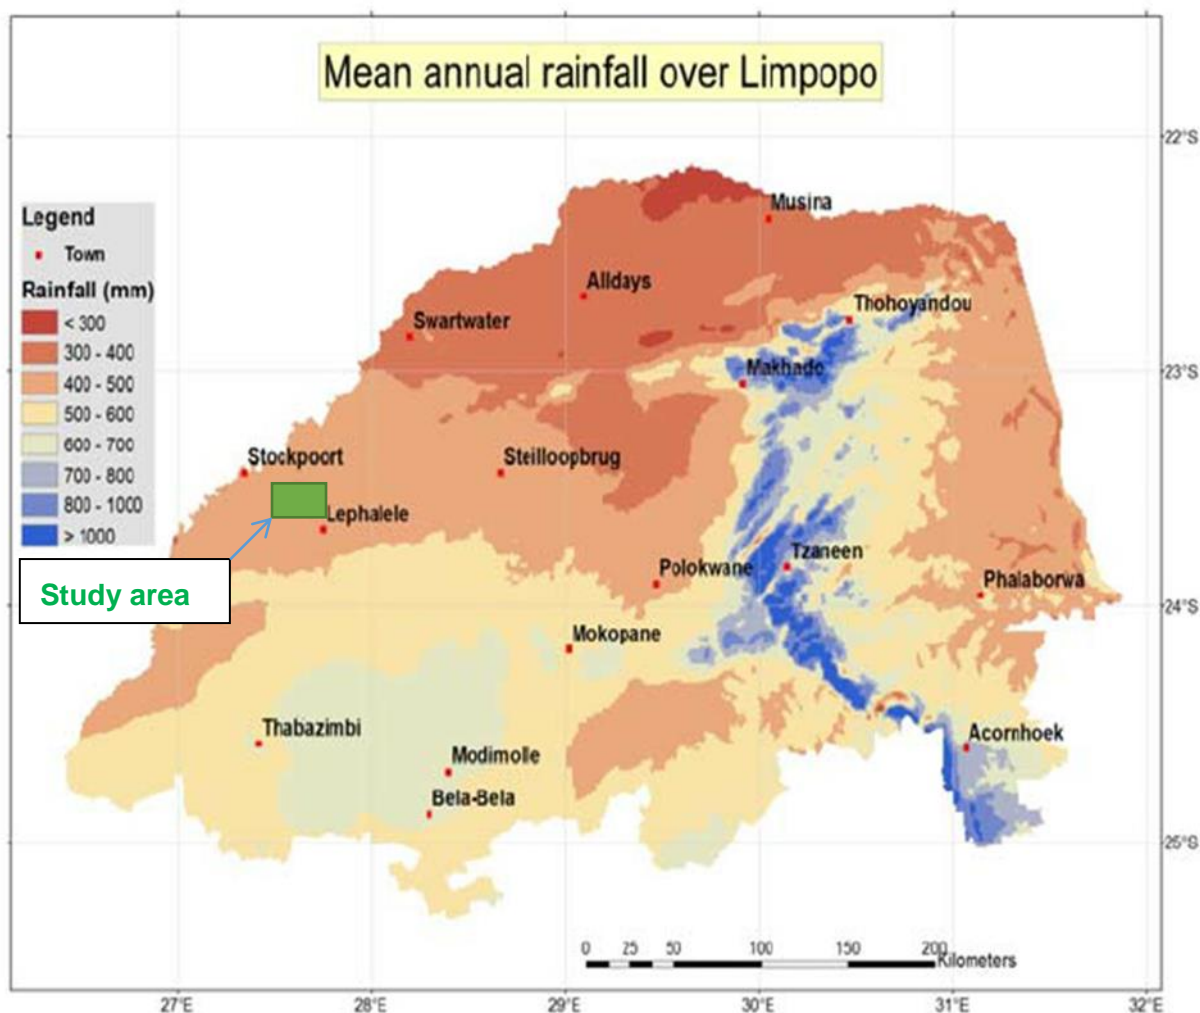 Mean annual rainfall over Limpopo
22°S
Musina
Legend
Town
Alldays
Rainfall (mm)
Thohoyandou
< 300
Swartwater
300 - 400
23°S
Makhado
400 - 500
500 - 600
600 - 700
Stockpoort
Steilloopbrug
700 - 800
800 - 1000
Lephalele
> 1000
Tzaneen
Polokwane
Phalaborwa
Study area
24°S
Mokopane
Thabazimbi
Acornhoek
Modimolle
Bela-Bela
25°S
0 25 50 100 150 200
Kilometers
27°E 28°E 29°E 30°E 31°E 32°E